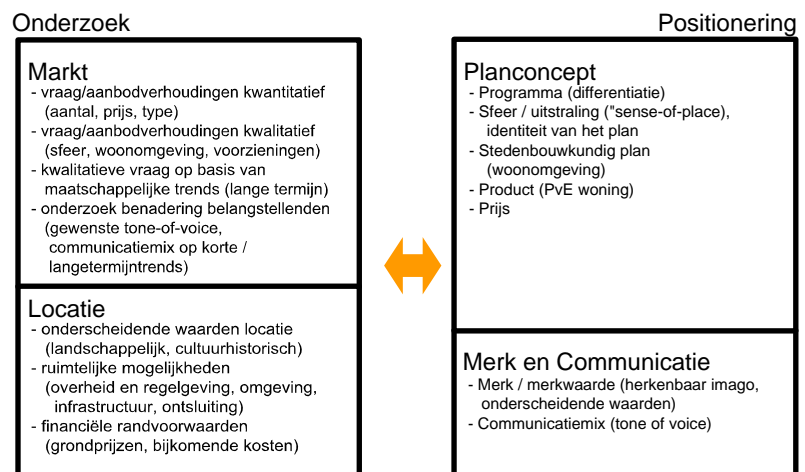 Onderzoek
Markt
- vraag/aanbodverhoudingen kwantitatief
(aantal, prijs, type)
- vraag/aanbodverhoudingen kwalitatief
(sfeer, woonomgeving, voorzieningen)
- kwalitatieve vraag op basis van
maatschappelijke trends (lange termijn)
- onderzoek benadering belangstellenden
(gewenste tone-of-voice,
communicatiemix op korte /
langetermijntrends)
Locatie
- onderscheidende waarden locatie
(landschappelijk, cultuurhistorisch)
- ruimtelijke mogelijkheden
(overheid en regelgeving, omgeving,
infrastructuur, ontsluiting)
- financiële randvoorwaarden
(grondprijzen, bijkomende kosten)
Positionering
Planconcept
- Programma (differentiatie)
- Sfeer / uitstraling ("sense-of-place),
identiteit van het plan
- Stedenbouwkundig plan
(woonomgeving)
- Product (PvE woning)
- Prijs
Merk en Communicatie
- Merk / merkwaarde (herkenbaar imago,
onderscheidende waarden)
- Communicatiemix (tone of voice)